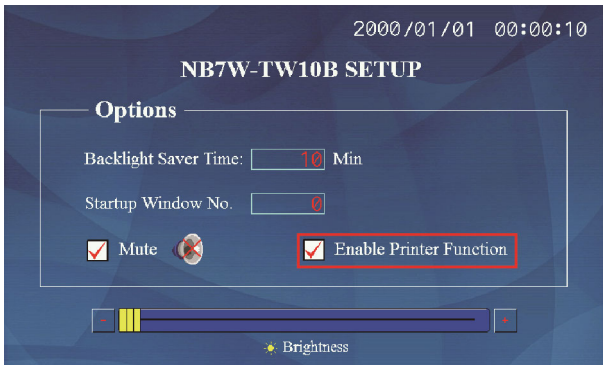 2000/01/01 00:00:10
NB7W-TW10B SETUP
Options
Backlight Saver Time: 10 Min
Startup Window No. 0
Mute Enable Printer Function
- +
Brightness